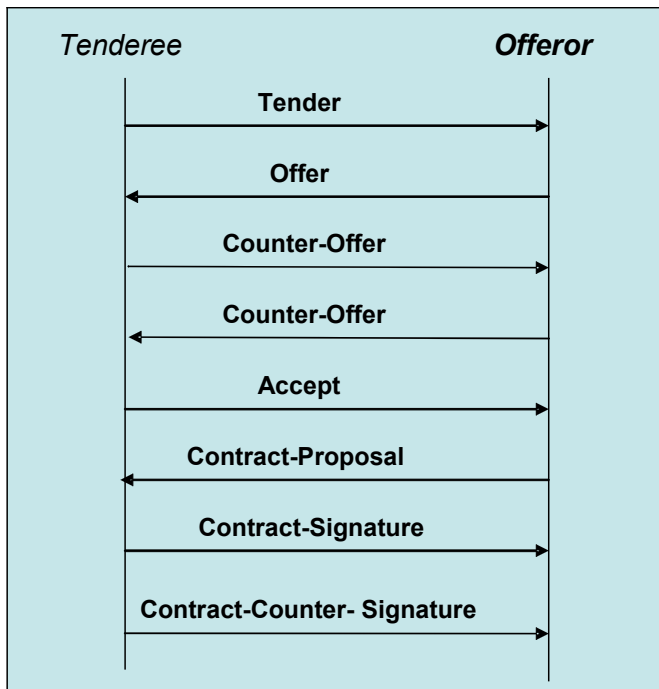 Tenderee Offeror
Tender
Offer
Counter-Offer
Counter-Offer
Accept
Contract-Proposal
Contract-Signature
Contract-Counter- Signature